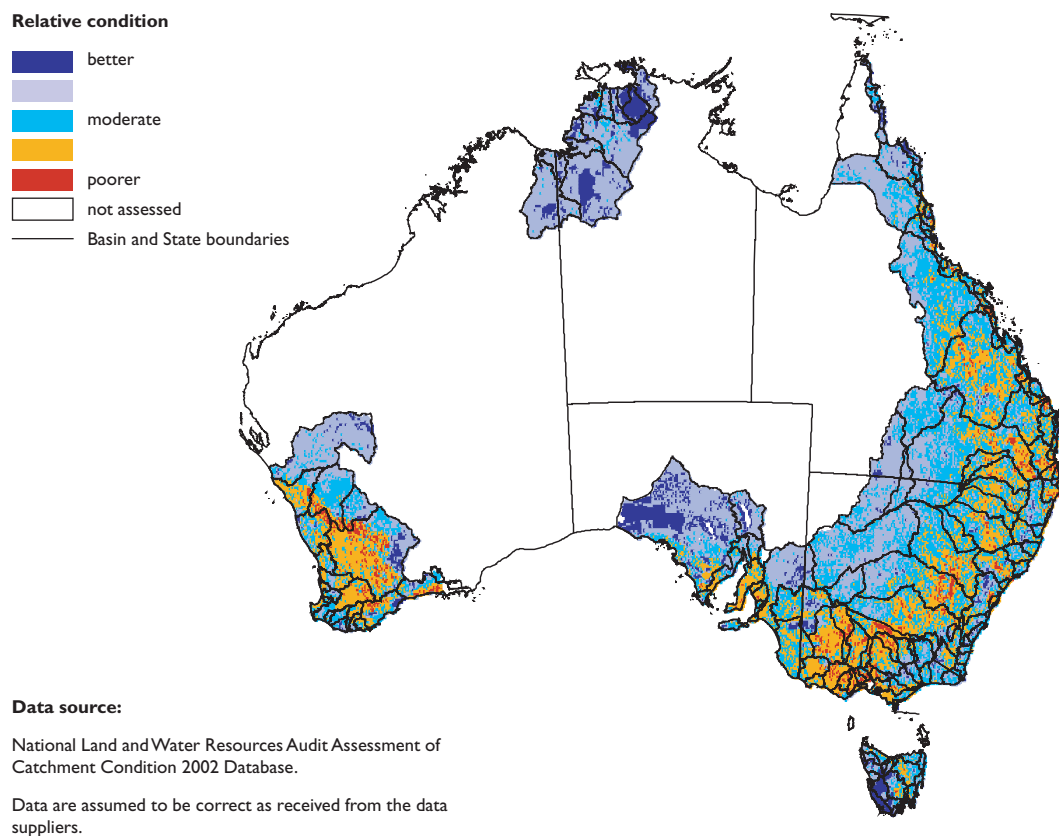 Relative condition
better
moderate
poorer
not assessed
Basin and State boundaries
Data source:
National Land and Water Resources Audit Assessment of
Catchment Condition 2002 Database.
Data are assumed to be correct as received from the data
suppliers.